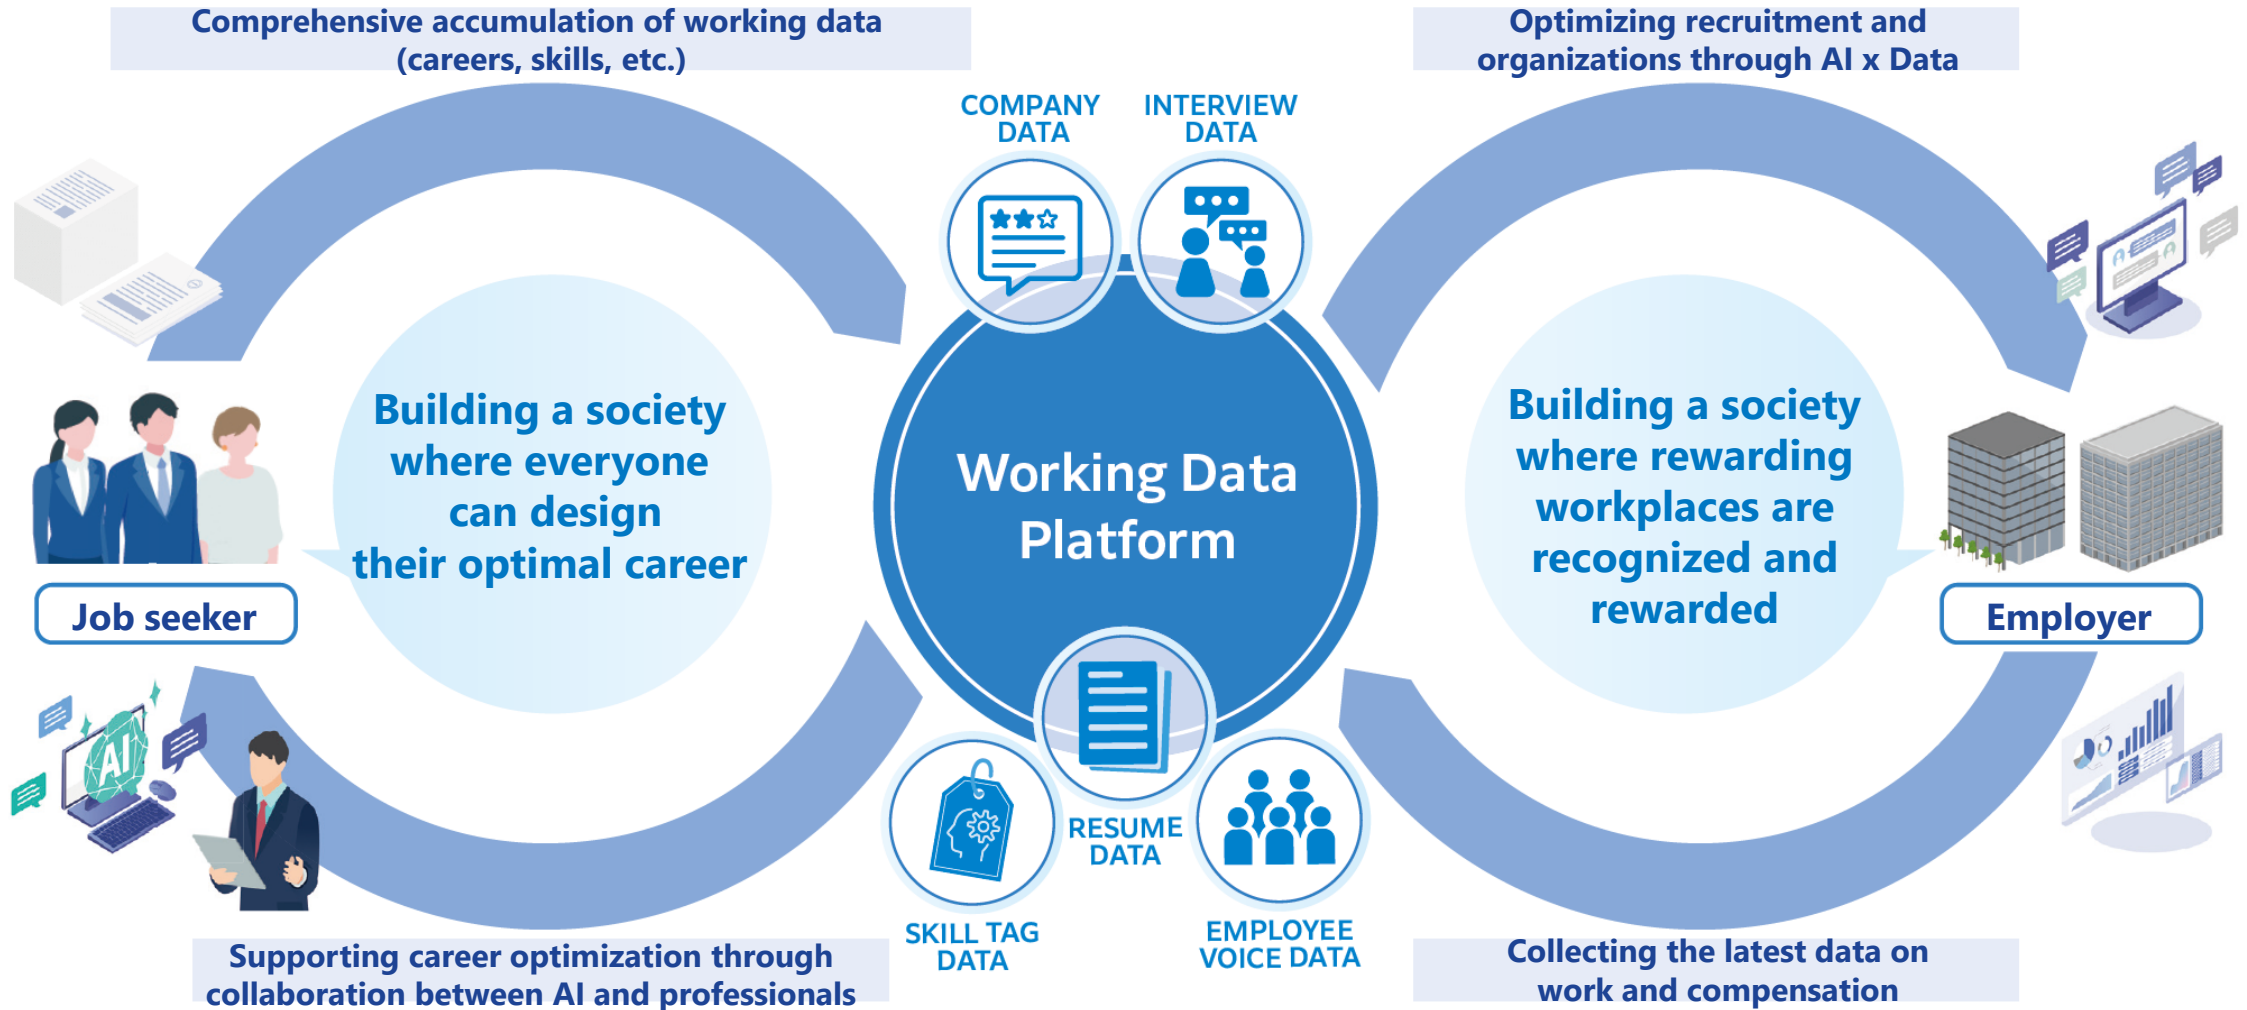 Comprehensive accumulation of working data
(careers, skills, etc.)
Optimizing recruitment and
organizations through AI x Data
COMPANY
DATA
INTERVIEW
DATA
Building a society
where everyone
can design
their optimal career
Working Data
Platform
Building a society
where rewarding
workplaces are
recognized and
rewarded
Job seeker
Employer
AI
RESUME
DATA
SKILL TAG
DATA
EMPLOYEE
VOICE DATA
Supporting career optimization through
collaboration between AI and professionals
Collecting the latest data on
work and compensation